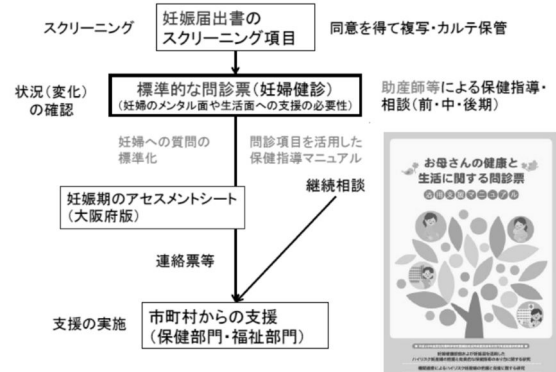 スクリーニング
妊娠届出書の
スクリーニング項目
同意を得て複写・カルテ保管
状況(変化)
の確認
標準的な問診票(妊婦健診)
(妊婦のメンタル面や生活面への支援の必要性)
助産師等による保健指導・
相談(前・中・後期)
妊婦への質問の
標準化
問診項目を活用した
保健指導マニュアル
継続相談
妊娠期のアセスメントシート
(大阪府版)
連絡票等
支援の実施
市町村からの支援
(保健部門・福祉部門)
お母さんの健康と
生活に関する問診票
活用支援マニュアル